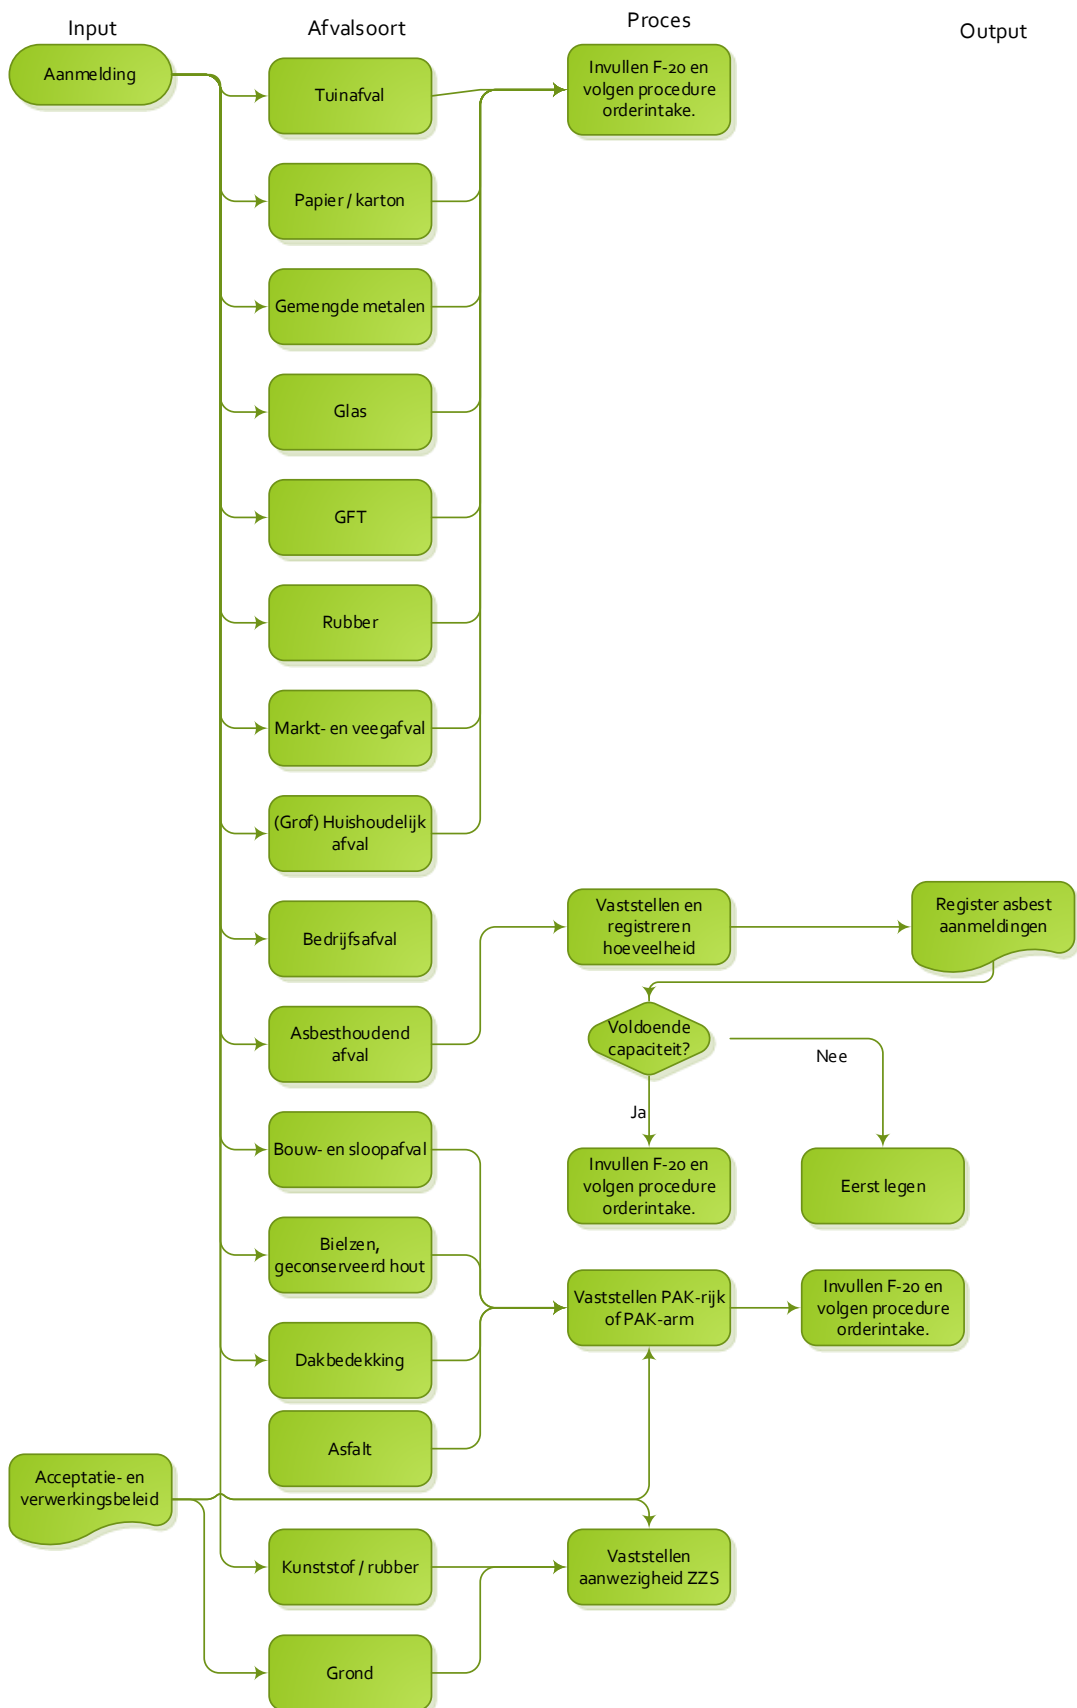 Input
Afvalsoort
Proces
Output
Aanmelding
Tuinafval
Invullen F-20 en
volgen procedure
orderintake.
Papier / karton
Gemengde metalen
Glas
GFT
Rubber
Markt- en veegafval
(Grof) Huishoudelijk
afval
Bedrijfsafval
Vaststellen en
registreren
hoeveelheid
Register asbest
aanmeldingen
Asbesthoudend
afval
Voldoende
capaciteit?
Nee
Ja
Bouw- en sloopafval
Invullen F-20 en
volgen procedure
orderintake.
Eerst legen
Bielzen,
geconserveerd hout
Vaststellen PAK-rijk
of PAK-arm
Invullen F-20 en
volgen procedure
orderintake.
Dakbedekking
Asfalt
Acceptatie- en
verwerkingsbeleid
Kunststof / rubber
Vaststellen
aanwezigheid ZZS
Grond